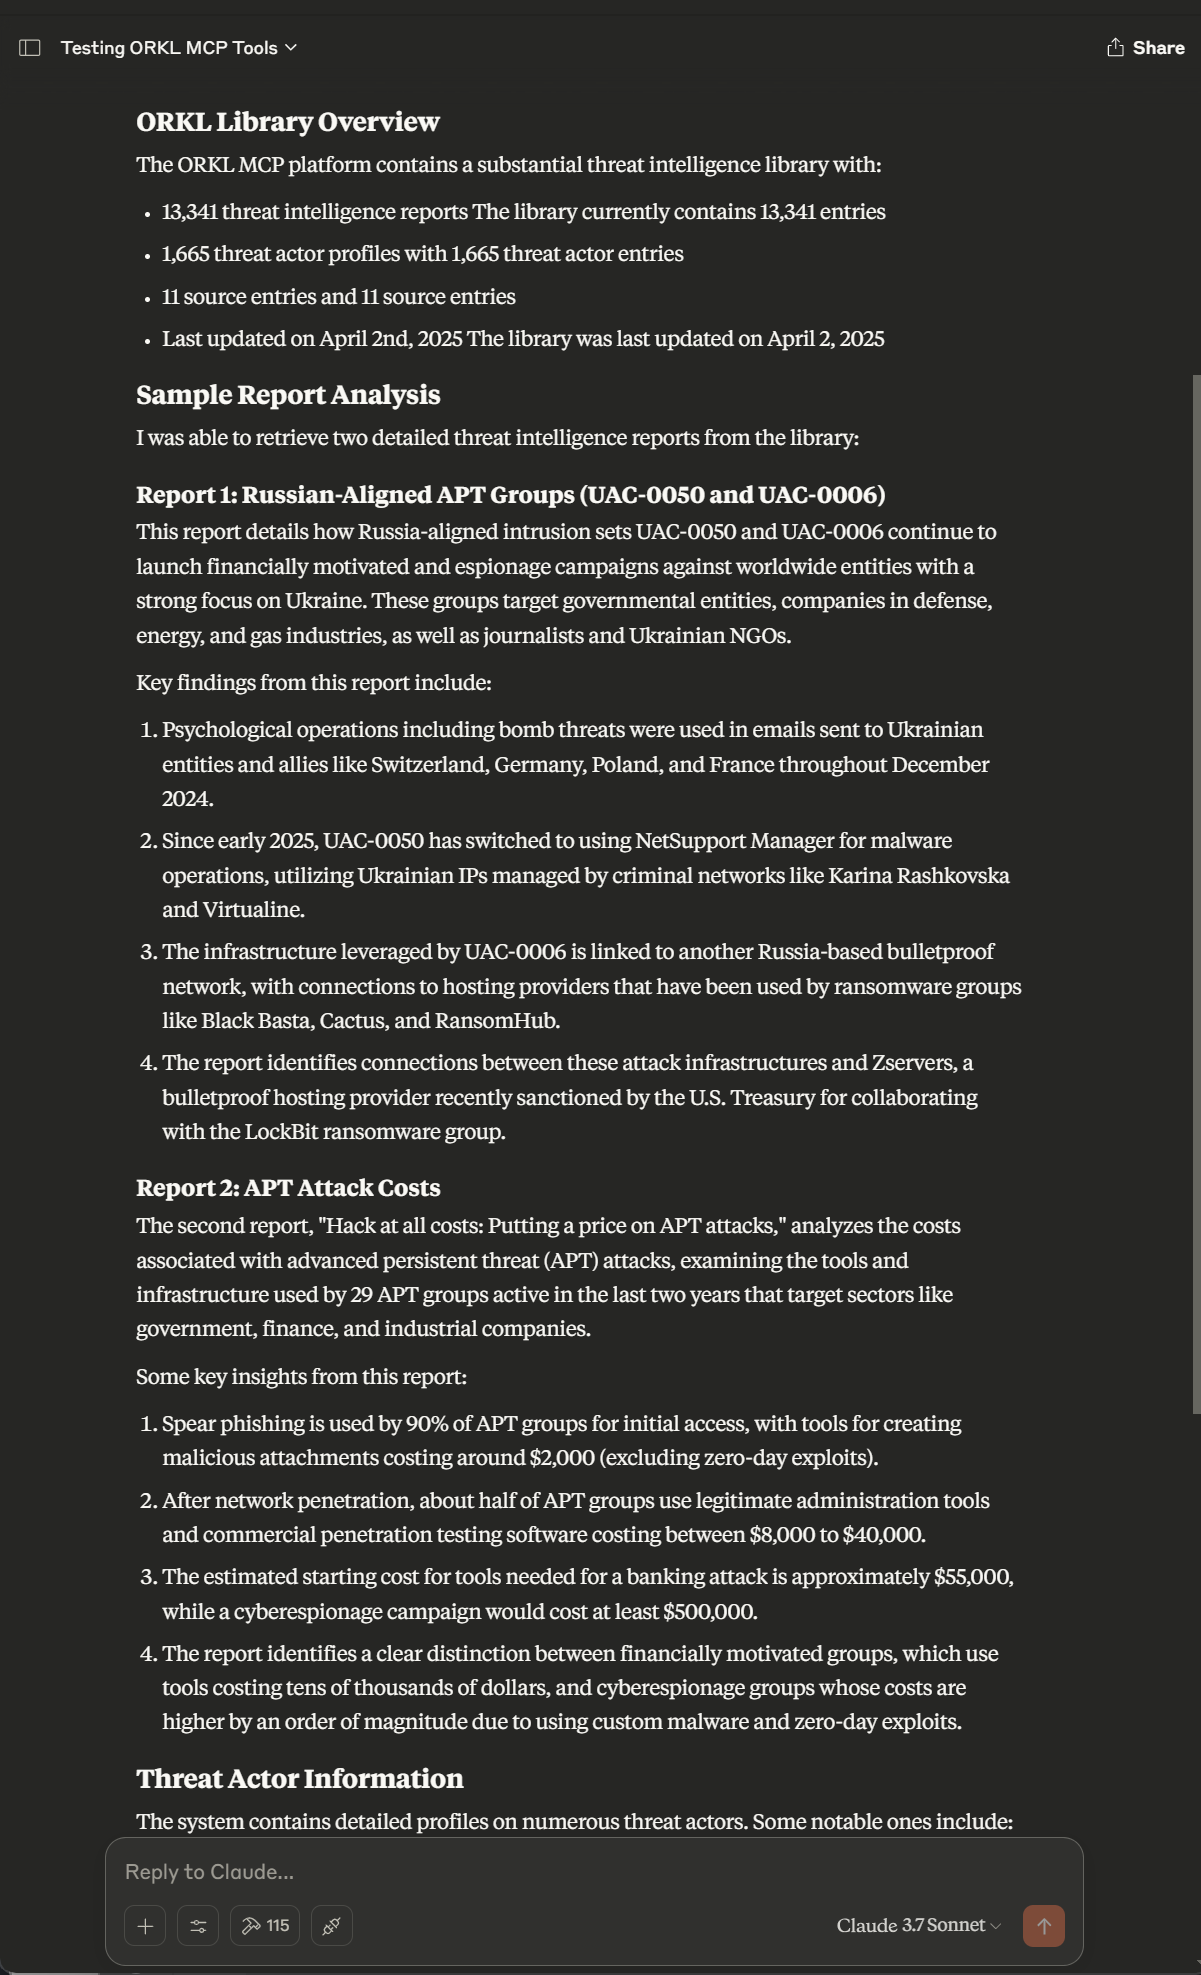 Testing ORKL MCP Tools
Share
ORKL Library Overview
The ORKL MCP platform contains a substantial threat intelligence library with:
• 13,341 threat intelligence reports The library currently contains 13,341 entries
• 1,665 threat actor profiles with 1,665 threat actor entries
• 11 source entries and 11 source entries
• Last updated on April 2nd, 2025 The library was last updated on April 2, 2025
Sample Report Analysis
I was able to retrieve two detailed threat intelligence reports from the library:
Report 1: Russian-Aligned APT Groups (UAC-0050 and UAC-0006)
This report details how Russia-aligned intrusion sets UAC-0050 and UAC-0006 continue to
launch financially motivated and espionage campaigns against worldwide entities with a
strong focus on Ukraine. These groups target governmental entities, companies in defense,
energy, and gas industries, as well as journalists and Ukrainian NGOs.
Key findings from this report include:
1. Psychological operations including bomb threats were used in emails sent to Ukrainian
entities and allies like Switzerland, Germany, Poland, and France throughout December
2024.
2. Since early 2025, UAC-0050 has switched to using NetSupport Manager for malware
operations, utilizing Ukrainian IPs managed by criminal networks like Karina Rashkovska
and Virtualine.
3. The infrastructure leveraged by UAC-0006 is linked to another Russia-based bulletproof
network, with connections to hosting providers that have been used by ransomware groups
like Black Basta, Cactus, and RansomHub.
4. The report identifies connections between these attack infrastructures and Zservers, a
bulletproof hosting provider recently sanctioned by the U.S. Treasury for collaborating
with the LockBit ransomware group.
Report 2: APT Attack Costs
The second report, "Hack at all costs: Putting a price on APT attacks," analyzes the costs
associated with advanced persistent threat (APT) attacks, examining the tools and
infrastructure used by 29 APT groups active in the last two years that target sectors like
government, finance, and industrial companies.
Some key insights from this report:
1. Spear phishing is used by 90% of APT groups for initial access, with tools for creating
malicious attachments costing around $2,000 (excluding zero-day exploits).
2. After network penetration, about half of APT groups use legitimate administration tools
and commercial penetration testing software costing between $8,000 to $40,000.
3. The estimated starting cost for tools needed for a banking attack is approximately $55,000,
while a cyberespionage campaign would cost at least $500,000.
4. The report identifies a clear distinction between financially motivated groups, which use
tools costing tens of thousands of dollars, and cyberespionage groups whose costs are
higher by an order of magnitude due to using custom malware and zero-day exploits.
Threat Actor Information
The system contains detailed profiles on numerous threat actors. Some notable ones include:
Reply to Claude...
115
Claude 3.7 Sonnet